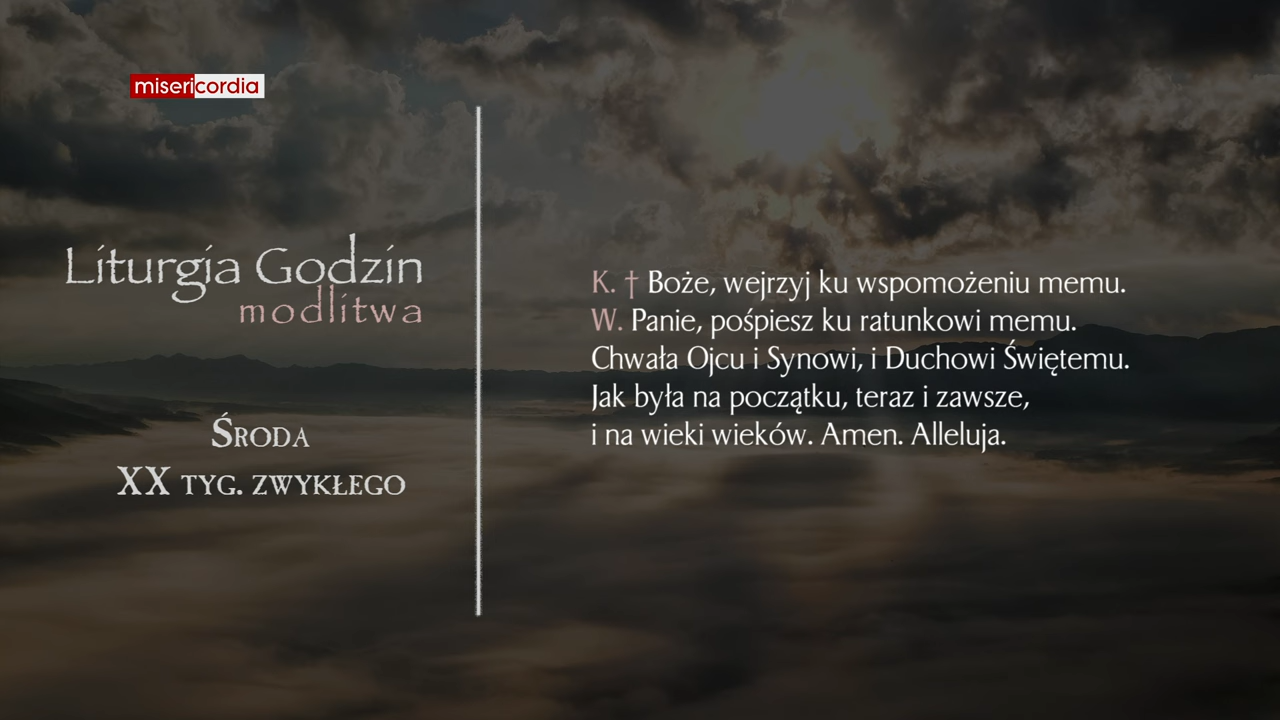 misericordia
Liturgia Godzin
modlitwa
Środa
XX tyg. zwykłego
K. † Boże, wejrzyj ku wspomożeniu memu.
W. Panie, pośpiesz ku ratunkowi memu.
Chwała Ojcu i Synowi, i Duchowi Świętemu.
Jak była na początku, teraz i zawsze,
i na wieki wieków. Amen. Alleluja.